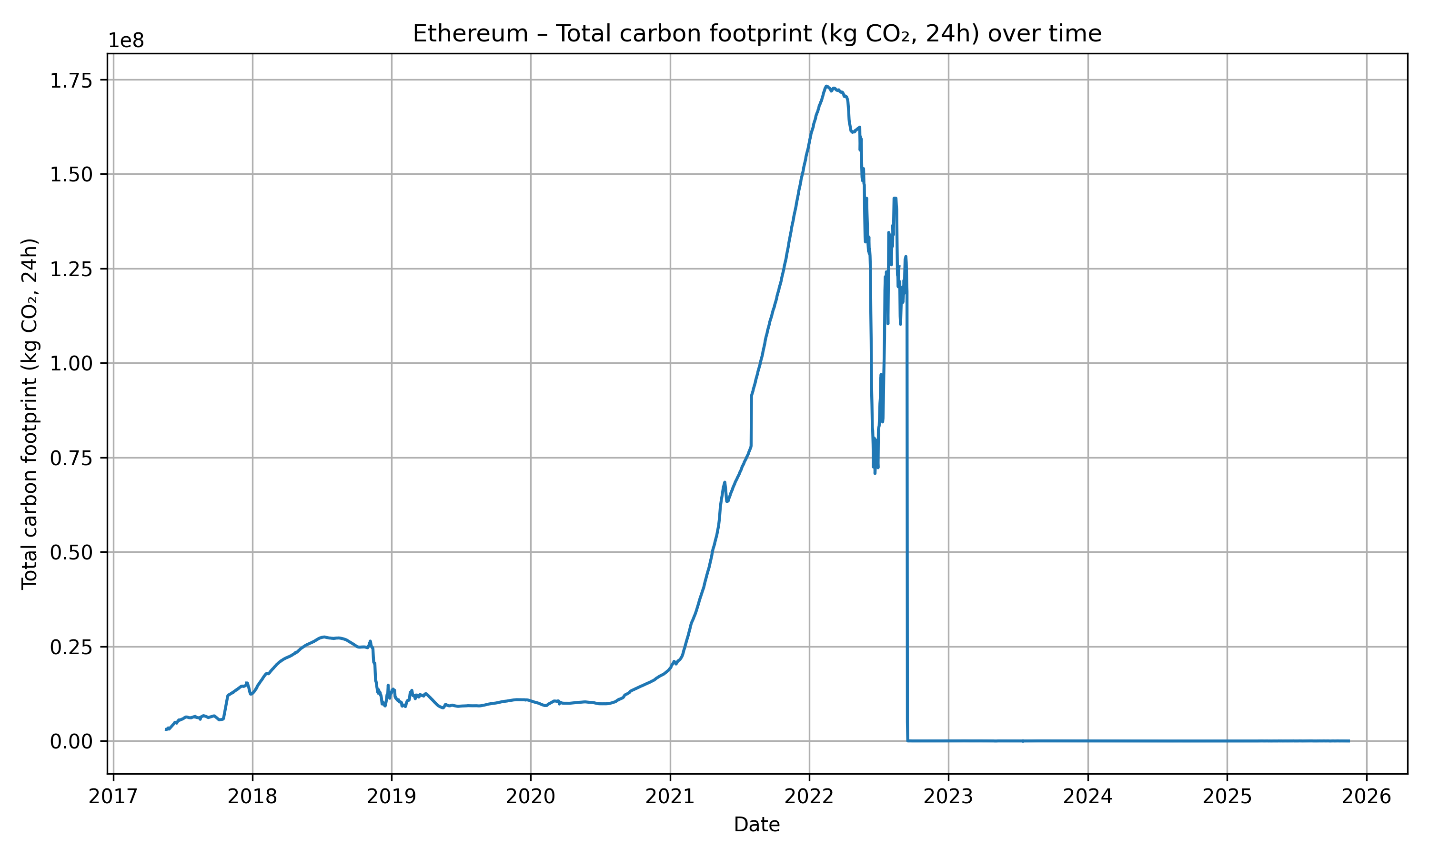 Ethereum – Total carbon footprint (kg CO₂, 24h) over time
1e8
1.75
1.50
1.25
1.00
0.75
0.50
0.25
0.00
Total carbon footprint (kg CO₂, 24h)
2017 2018 2019 2020 2021 2022 2023 2024 2025 2026
Date